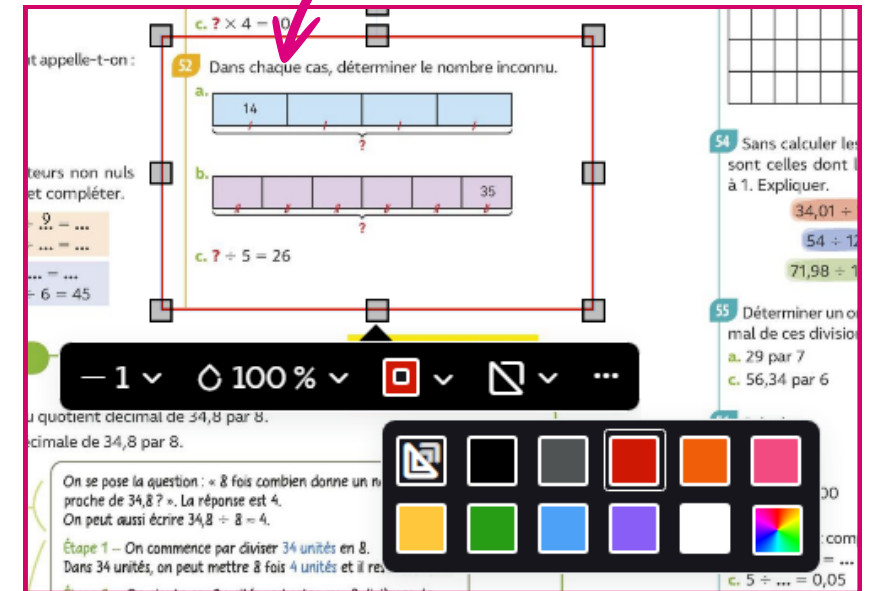 c. ? × 4 =
nt appelle-t-on :
52 Dans chaque cas, déterminer le nombre inconnu.
a.
14
?
teurs non nuls
et compléter.
9 = ...
... = ...
... = ...
÷ 6 = 45
b.
35
?
c. ? ÷ 5 = 26
54 Sans calculer les
sont celles dont l
à 1. Expliquer.
34,01 ÷
54 ÷ 12
71,98 ÷ 1
55 Déterminer un o
mal de ces division
a. 29 par 7
c. 56,34 par 6
1
100 %
...
u quotient décimal de 34,8 par 8.
écimale de 34,8 par 8.
On se pose la question : « 8 fois combien donne un n
proche de 34,8 ? ». La réponse est 4.
On peut aussi écrire 34,8 ÷ 8 ≈ 4.
Étape 1 – On commence par diviser 34 unités en 8.
Dans 34 unités, on peut mettre 8 fois 4 unités et il res
00
comp
= ...
c. 5 ÷ ... = 0,05